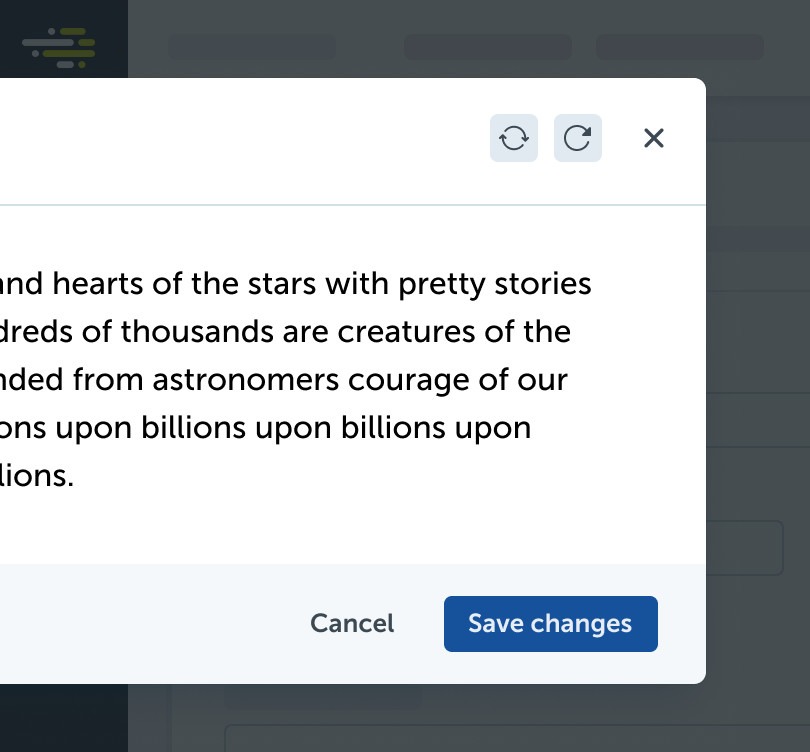 and hearts of the stars with pretty stories
dreds of thousands are creatures of the
nded from astronomers courage of our
ons upon billions upon billions upon
lions.
Cancel
Save changes